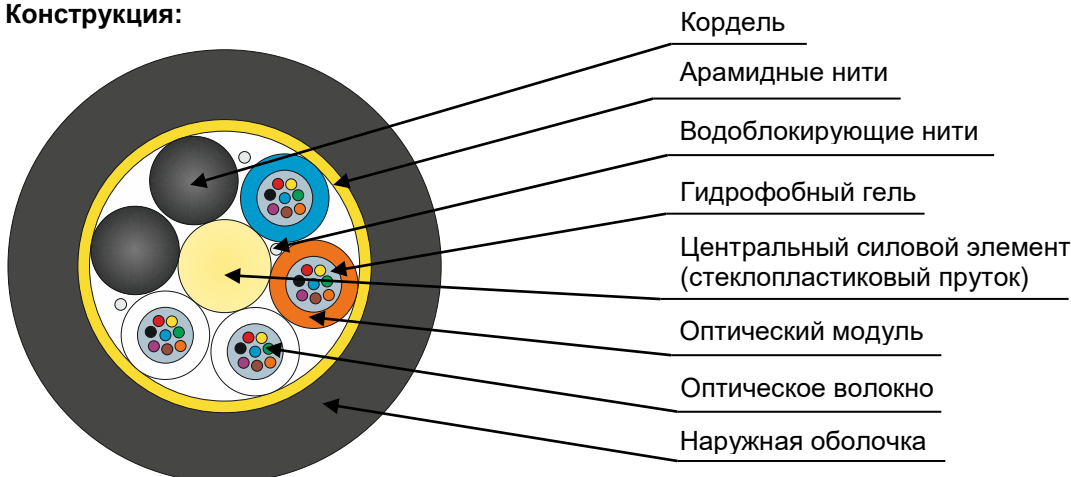 Конструкция:
Кордель
Арамидные нити
Водоблокирующие нити
Гидрофобный гель
Центральный силовой элемент
(стеклопластиковый пруток)
Оптический модуль
Оптическое волокно
Наружная оболочка